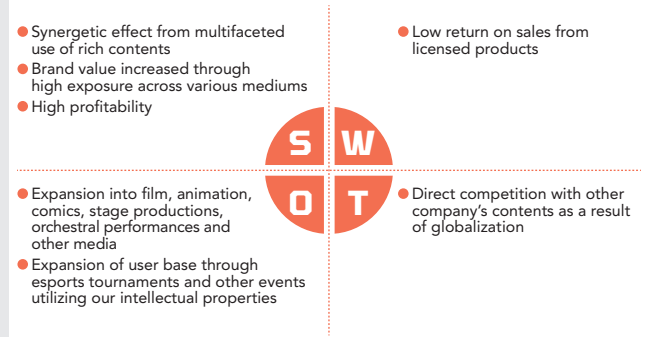 ● Synergetic effect from multifaceted
use of rich contents
● Brand value increased through
high exposure across various mediums
● High profitability
● Low return on sales from
licensed products
S W
O T
● Expansion into film, animation,
comics, stage productions,
orchestral performances and
other media
● Expansion of user base through
esports tournaments and other events
utilizing our intellectual properties
● Direct competition with other
company's contents as a result
of globalization